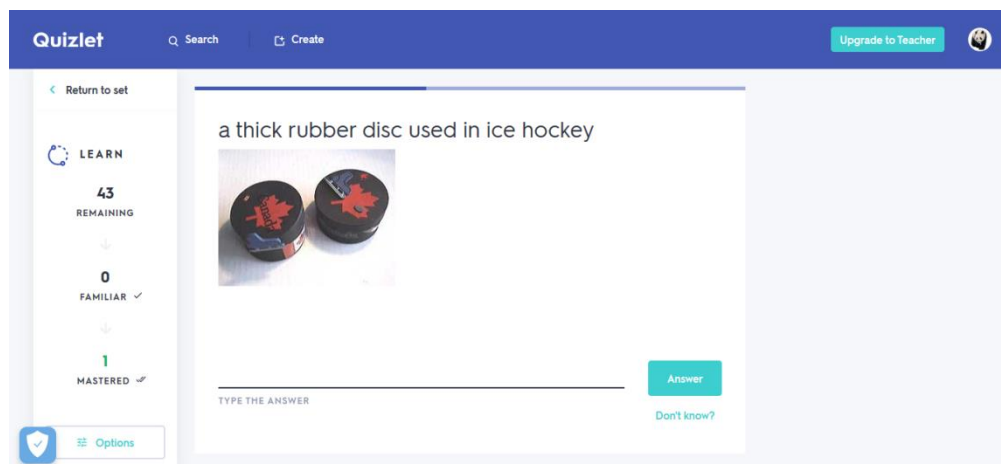 Quizlet
Search
Create
Upgrade to Teacher
Return to set
LEARN
43
REMAINING
0
FAMILIAR
1
MASTERED
Options
a thick rubber disc used in ice hockey
Canada
TYPE THE ANSWER
Answer
Don't know?